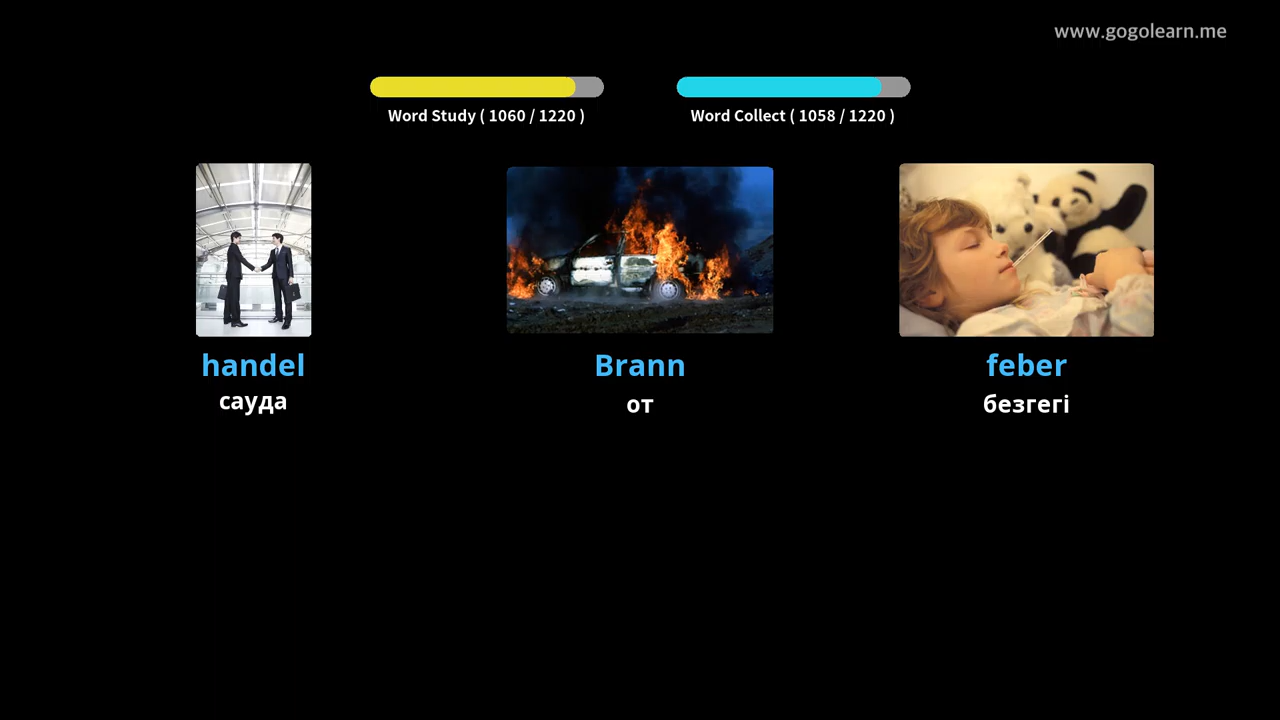 www.gogolearn.me
Word Study ( 1060 / 1220 )
Word Collect ( 1058 / 1220 )
handel
сауда
Brann
от
feber
безгегі